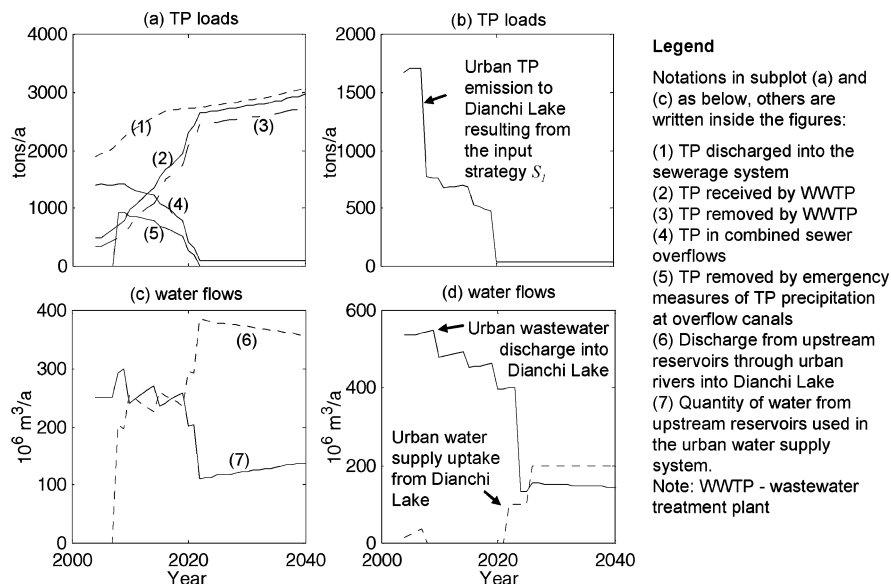 (a) TP loads
4000
3000
2000
1000
0
tons/a
(1)
(2)
(3)
(4)
(5)
(b) TP loads
2000
1500
1000
500
0
tons/a
Urban TP
emission to
Dianchi Lake
resulting from
the input
strategy S1
(c) water flows
400
300
200
100
0
10^6 m^3/a
(6)
(7)
2000
2020
2040
Year
(d) water flows
600
400
200
0
10^6 m^3/a
Urban wastewater
discharge into
Dianchi Lake
Urban water
supply uptake
from Dianchi
Lake
2000
2020
2040
Year
Legend
Notations in subplot (a) and
(c) as below, others are
written inside the figures:
(1) TP discharged into the
sewerage system
(2) TP received by WWTP
(3) TP removed by WWTP
(4) TP in combined sewer
overflows
(5) TP removed by emergency
measures of TP precipitation
at overflow canals
(6) Discharge from upstream
reservoirs through urban
rivers into Dianchi Lake
(7) Quantity of water from
upstream reservoirs used in
the urban water supply
system.
Note: WWTP - wastewater
treatment plant